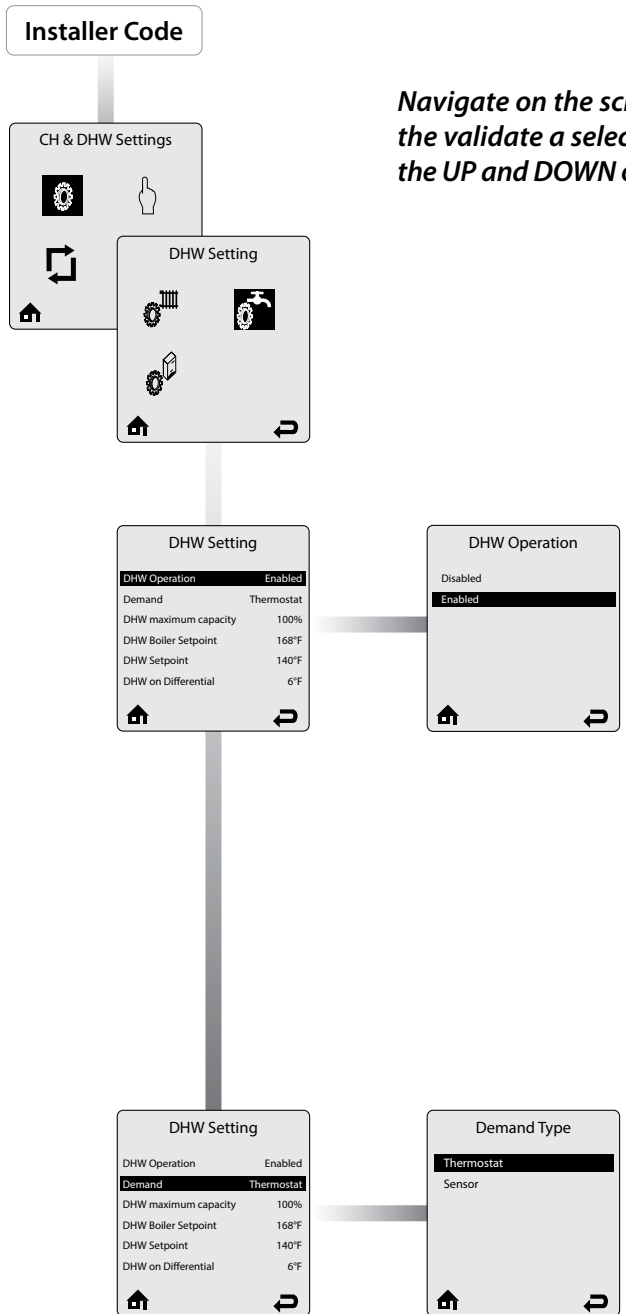 Installer Code
Navigate on the
the validate a
the UP and DOWN
CH & DHW Settings
DHW Setting
DHW Setting
DHW Operation Enabled
Demand Thermostat
DHW maximum capacity 100%
DHW Boiler Setpoint 168°F
DHW Setpoint 140°F
DHW on Differential 6°F
DHW Operation
Disabled
Enabled
DHW Setting
DHW Operation Enabled
Demand Thermostat
DHW maximum capacity 100%
DHW Boiler Setpoint 168°F
DHW Setpoint 140°F
DHW on Differential 6°F
Demand Type
Thermostat
Sensor